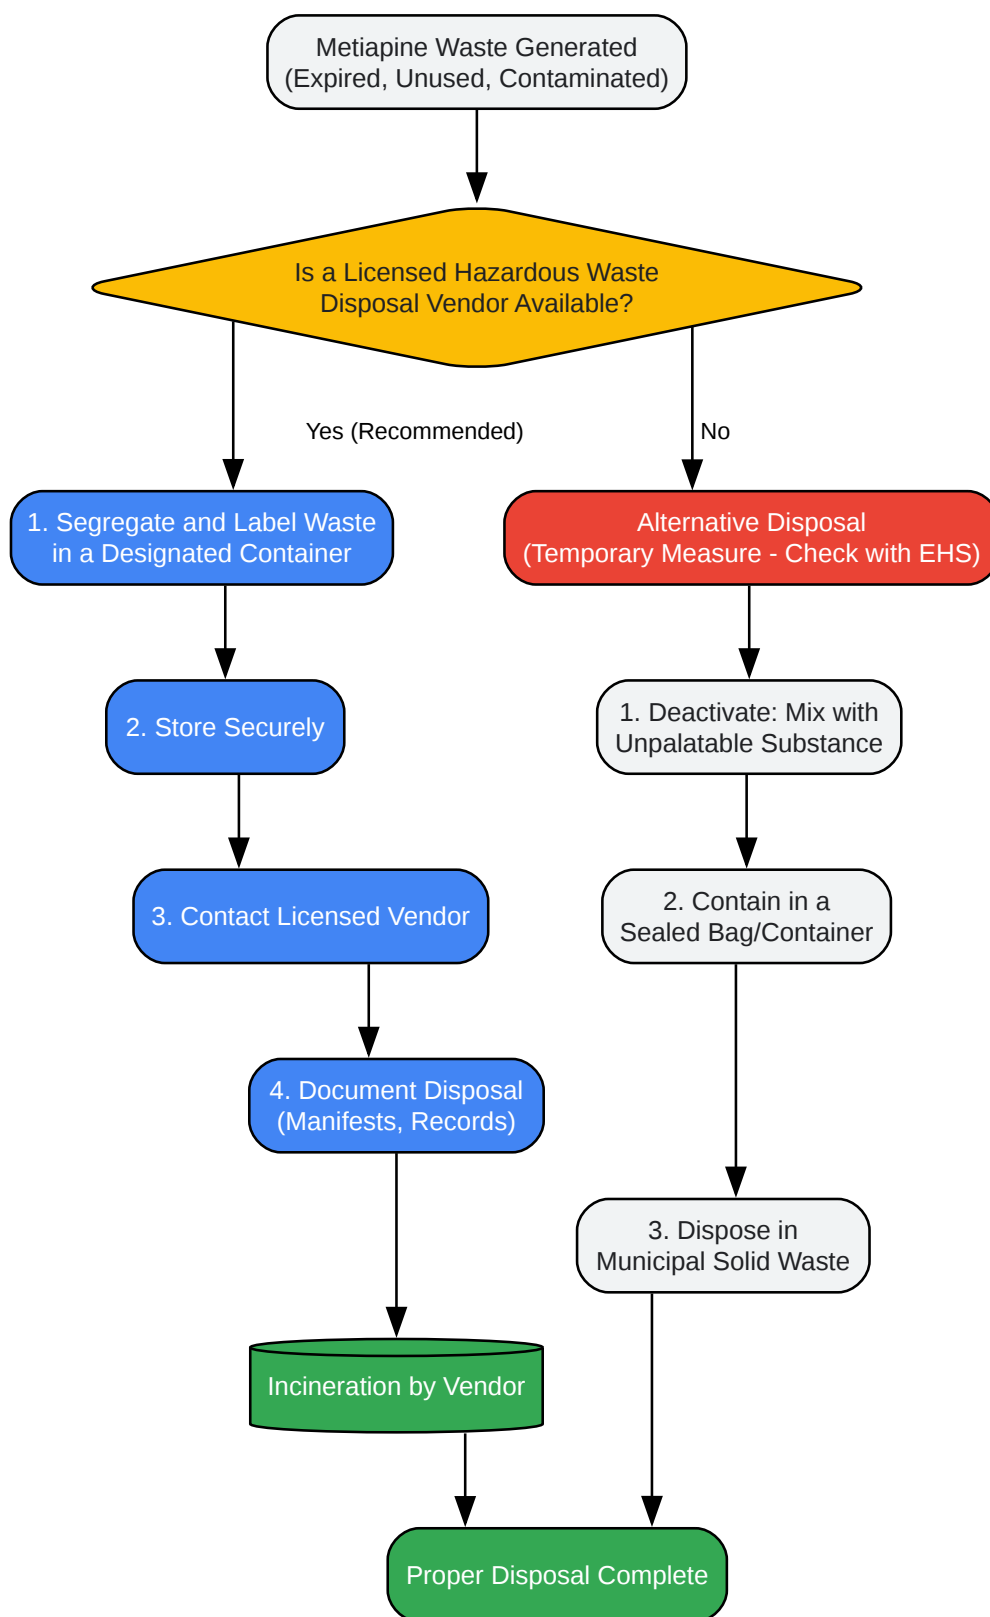 Metiapine Waste Generated
(Expired, Unused, Contaminated)
Is a Licensed Hazardous Waste
Disposal Vendor Available?
Yes (Recommended)
No
1. Segregate and Label Waste
in a Designated Container
Alternative Disposal
(Temporary Measure - Check with EHS)
2. Store Securely
1. Deactivate: Mix with
Unpalatable Substance
3. Contact Licensed Vendor
2. Contain in a
Sealed Bag/Container
4. Document Disposal
(Manifests, Records)
3. Dispose in
Municipal Solid Waste
Incineration by Vendor
Proper Disposal Complete